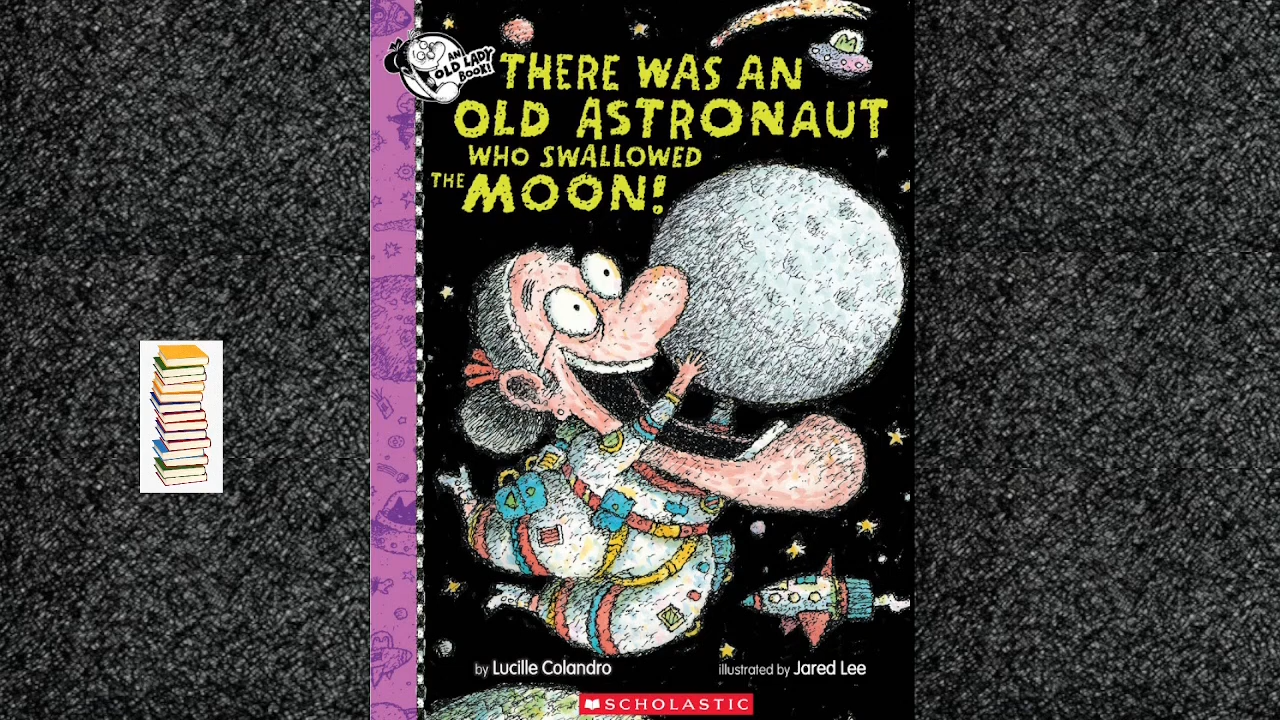 AN
OLD LADY
BOOK!
THERE WAS AN
OLD ASTRONAUT
WHO SWALLOWED
THE MOON!
by Lucille Colandro
illustrated by Jared Lee
SCHOLASTIC